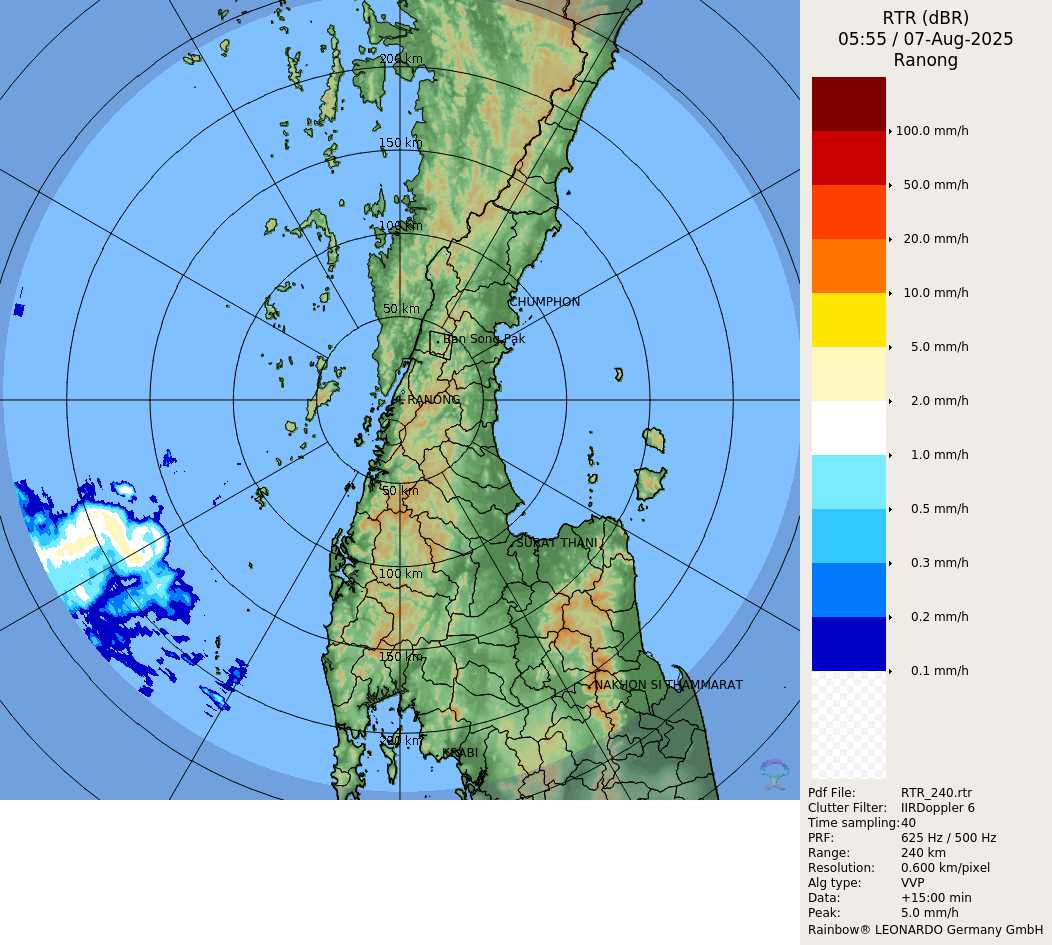 RTR (dBR)
05:55 / 07-Aug-2025
Ranong
100.0 mm/h
50.0 mm/h
20.0 mm/h
10.0 mm/h
5.0 mm/h
2.0 mm/h
1.0 mm/h
0.5 mm/h
0.3 mm/h
0.2 mm/h
0.1 mm/h
Pdf File: RTR_240.rtr
Clutter Filter: IIRDoppler 6
Time sampling: 40
PRF: 625 Hz / 500 Hz
Range: 240 km
Resolution: 0.600 km/pixel
Alg type: VVP
Data: +15:00 min
Peak: 5.0 mm/h
Rainbow® LEONARDO Germany GmbH
200 km
150 km
100 km
CHUMPHON
50 km
Ban Song Pak
RANONG
50 km
SURAT THANI
100 km
150 km
NAKHON SI THAMMARAT
200 km
KRABI